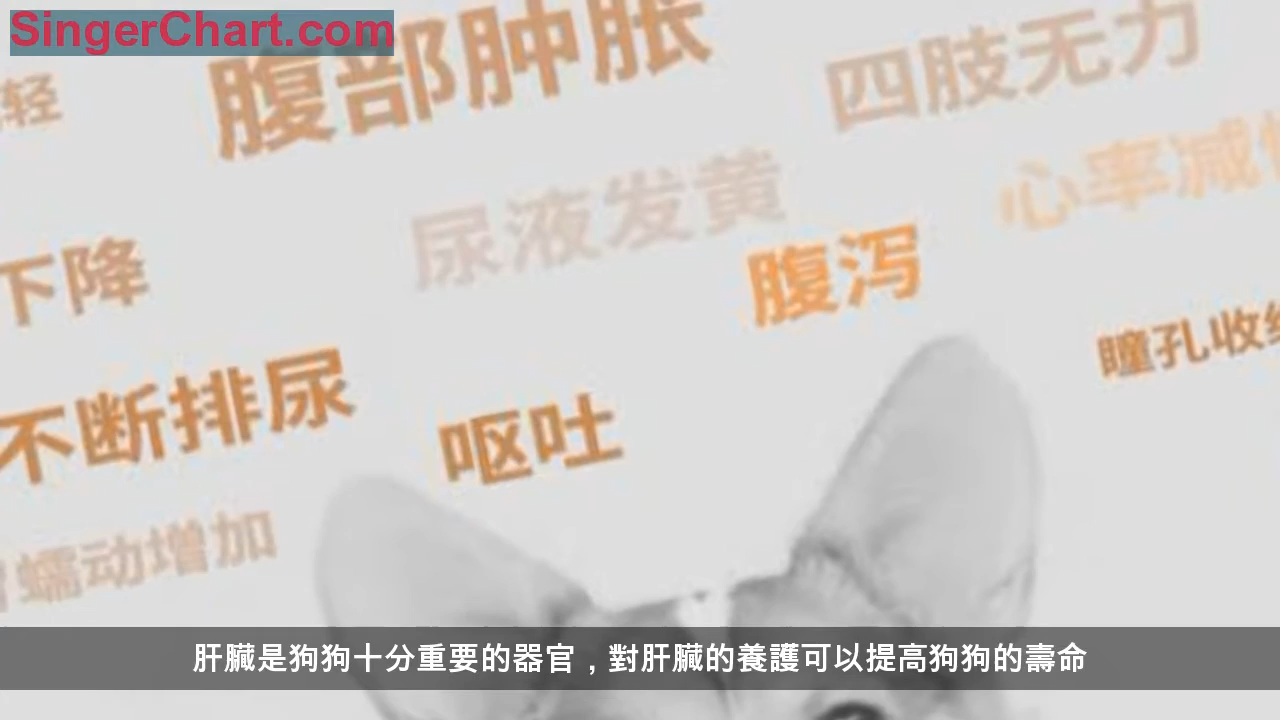 SingerChart.com
轻
腹部肿胀
四肢无力
尿液发黄
心率减慢
下降
腹泻
瞳孔收缩
不断排尿
呕吐
蠕动增加
肝臟是狗狗十分重要的器官，對肝臟的養護可以提高狗狗的壽命